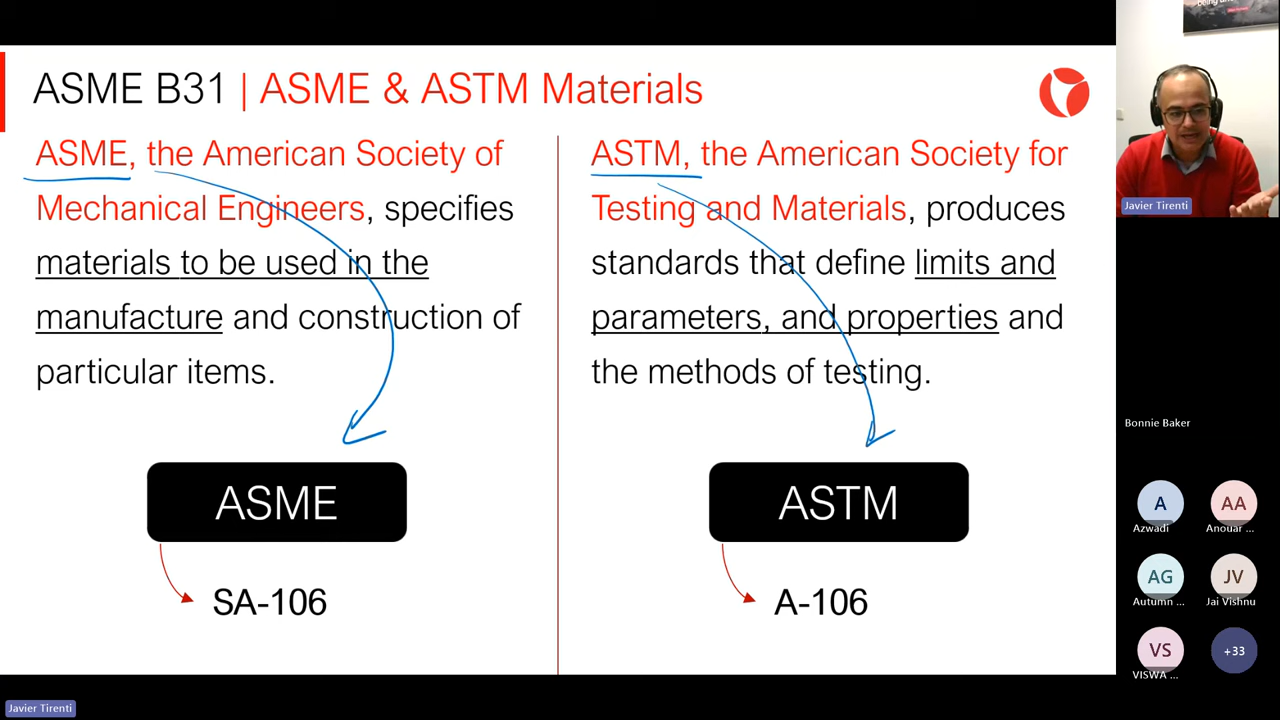 ASME B31 | ASME & ASTM Materials
ASME, the American Society of
Mechanical Engineers, specifies
materials to be used in the
manufacture and construction of
particular items.
ASME
SA-106
ASTM, the American Society for
Testing and Materials, produces
standards that define limits and
parameters, and properties and
the methods of testing.
ASTM
A-106
Javier Tirenti
Bonnie Baker
A
Azwadi
AA
Anouar ...
AG
Autumn ...
JV
Jai Vishnu
VS
VISWA ...
+33
Javier Tirenti